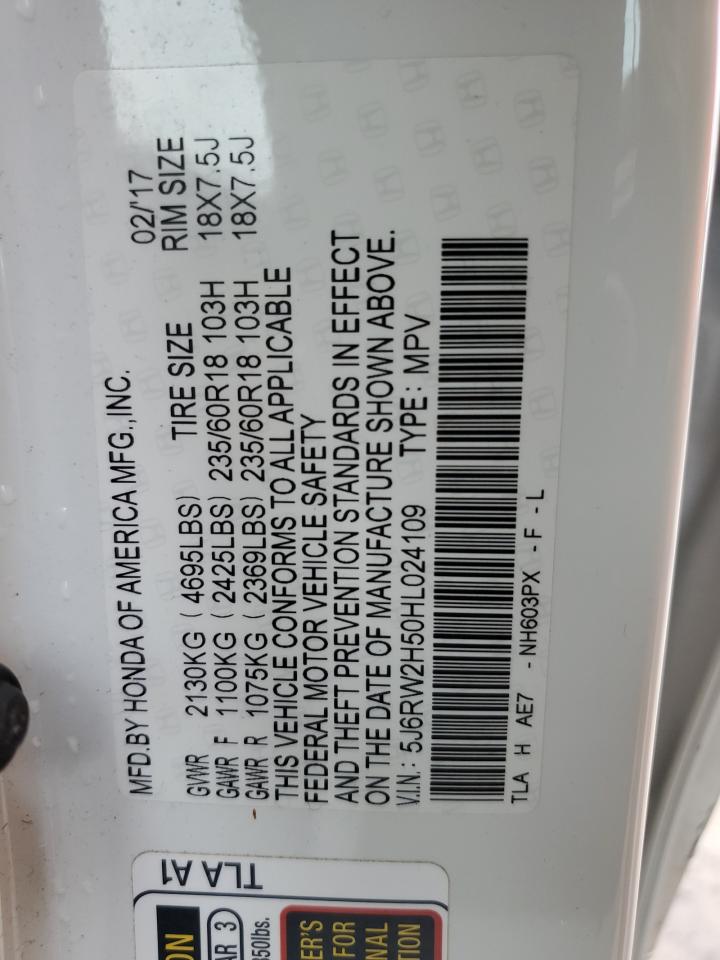 MFD.BY HONDA OF AMERICA MFG.,INC. 02/'17
GVWR 2130KG ( 4695LBS) TIRE SIZE RIM SIZE
GAWR F 1100KG ( 2425LBS) 235/60R18 103H 18X7.5J
GAWR R 1075KG ( 2369LBS) 235/60R18 103H 18X7.5J
THIS VEHICLE CONFORMS TO ALL APPLICABLE
FEDERAL MOTOR VEHICLE SAFETY
AND THEFT PREVENTION STANDARDS IN EFFECT
ON THE DATE OF MANUFACTURE SHOWN ABOVE.
V.I.N.: 5J6RW2H50HL024109 TYPE: MPV
TLA H AE7 - NH603PX - F - L
TLA A1
350lbs.
FOR